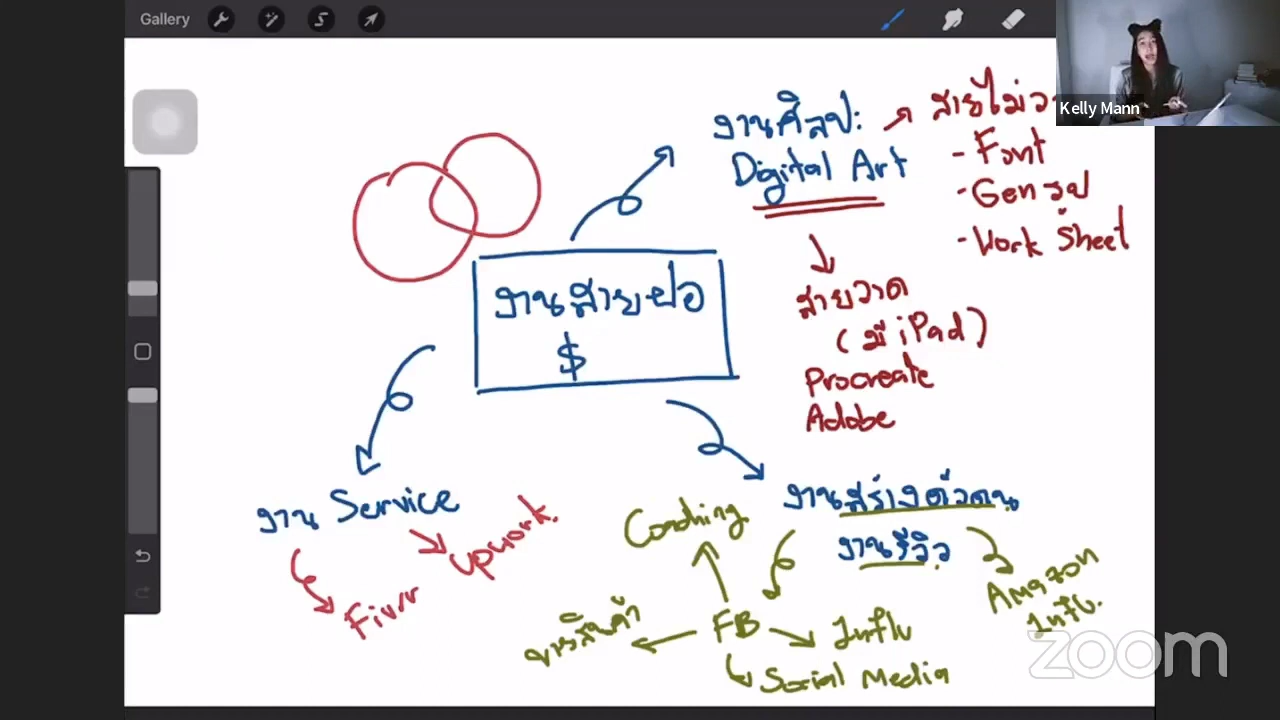 Gallery
Kelly Mann
งานศิลปะ
Digital Art
สายไม่วา
- Font
- Gen รูป
- Work Sheet
สายวาด
(มี iPad)
Procreate
Adobe
งานสายฝอ
$
งาน Service
Upwork
Fiverr
งานสร้างตัวตน
งานรีวิว
Coaching
FB
ขายสินค้า
Influ
Social Media
Amazon
Influ.
zoom